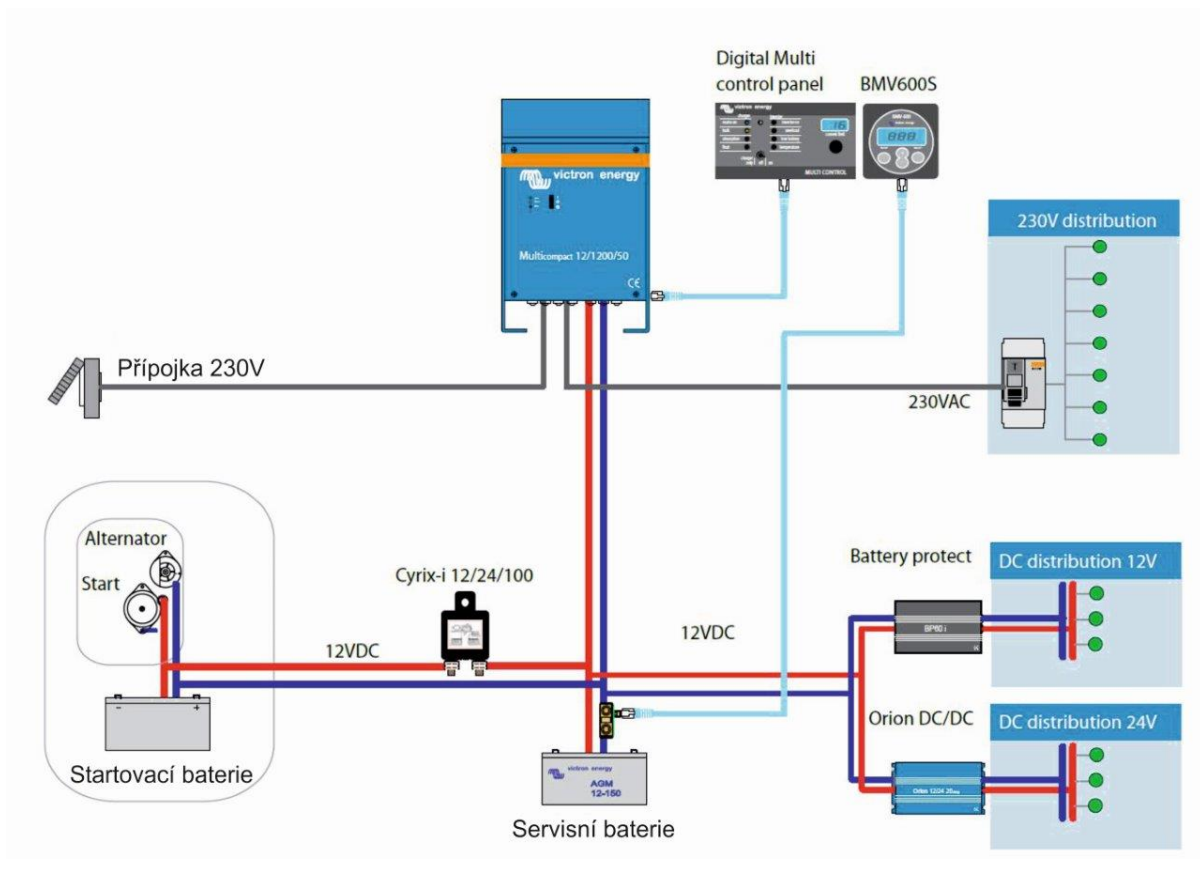 Digital Multi
control panel
BMV600S
victron energy
MULTI CONTROL
victron energy
Multicompact 12/1200/50
CE
230V distribution
Přípojka 230V
230VAC
Alternator
Start
Cyrix-i 12/24/100
12VDC
12VDC
Battery protect
DC distribution 12V
BP60 i
- +
Startovací baterie
victron energy
AGM
12-150
Servisní baterie
Orion DC/DC
DC distribution 24V